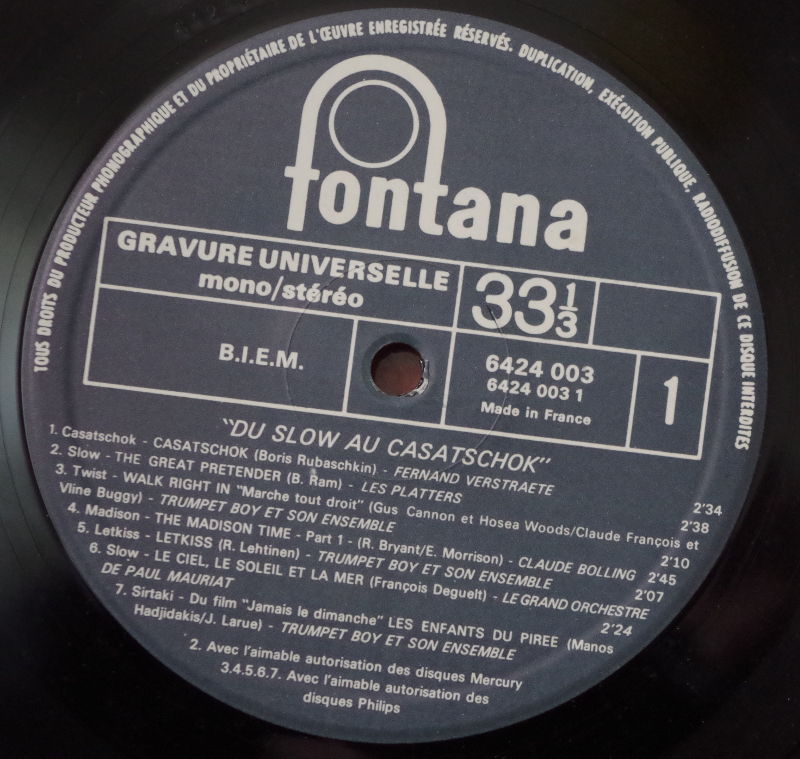 TOUS DROITS DU PRODUCTEUR PHONOGRAPHIQUE ET DU PROPRIÉTAIRE DE L'ŒUVRE ENREGISTRÉE RÉSERVÉS. DUPLICATION, EXÉCUTION PUBLIQUE, RADIODIFFUSION DE CE DISQUE INTERDITES
fontana
GRAVURE UNIVERSELLE
mono/stéréo
33 1/3
B.I.E.M.
6424 003
6424 003 1
Made in France
1
"DU SLOW AU CASATSCHOK"
1. Casatschok - CASATSCHOK (Boris Rubaschkin) - FERNAND VERSTRAETE 2'34
2. Slow - THE GREAT PRETENDER (B. Ram) - LES PLATTERS 2'38
3. Twist - WALK RIGHT IN "Marche tout droit" (Gus Cannon et Hosea Woods/Claude François et
Vline Buggy) - TRUMPET BOY ET SON ENSEMBLE 2'10
4. Madison - THE MADISON TIME - Part 1 - (R. Bryant/E. Morrison) - CLAUDE BOLLING 2'45
5. Letkiss - LETKISS (R. Lehtinen) - TRUMPET BOY ET SON ENSEMBLE 2'07
6. Slow - LE CIEL, LE SOLEIL ET LA MER (François Deguelt) - LE GRAND ORCHESTRE
DE PAUL MAURIAT 2'24
7. Sirtaki - Du film "Jamais le dimanche" LES ENFANTS DU PIREE (Manos
Hadjidakis/J. Larue) - TRUMPET BOY ET SON ENSEMBLE
2. Avec l'aimable autorisation des disques Mercury
3.4.5.6.7. Avec l'aimable autorisation des
disques Philips